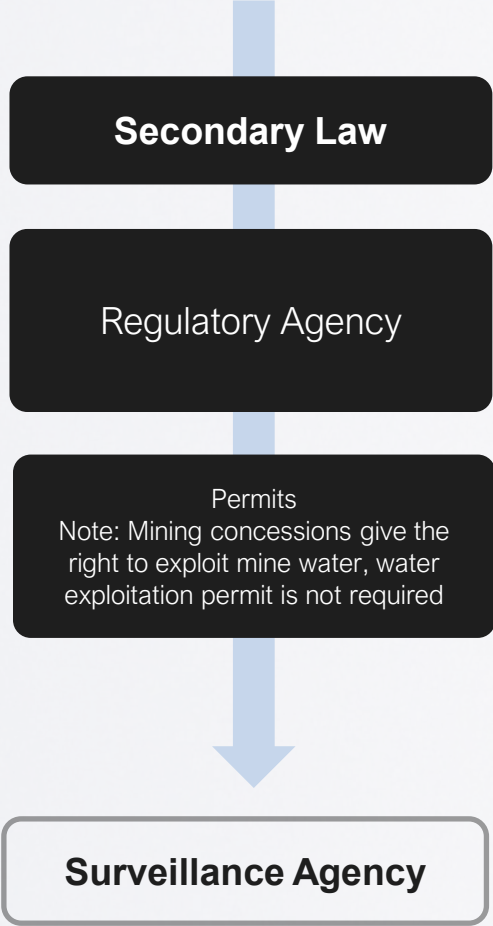 Secondary Law
Regulatory Agency
Permits
Note: Mining concessions give the
right to exploit mine water, water
exploitation permit is not required
Surveillance Agency